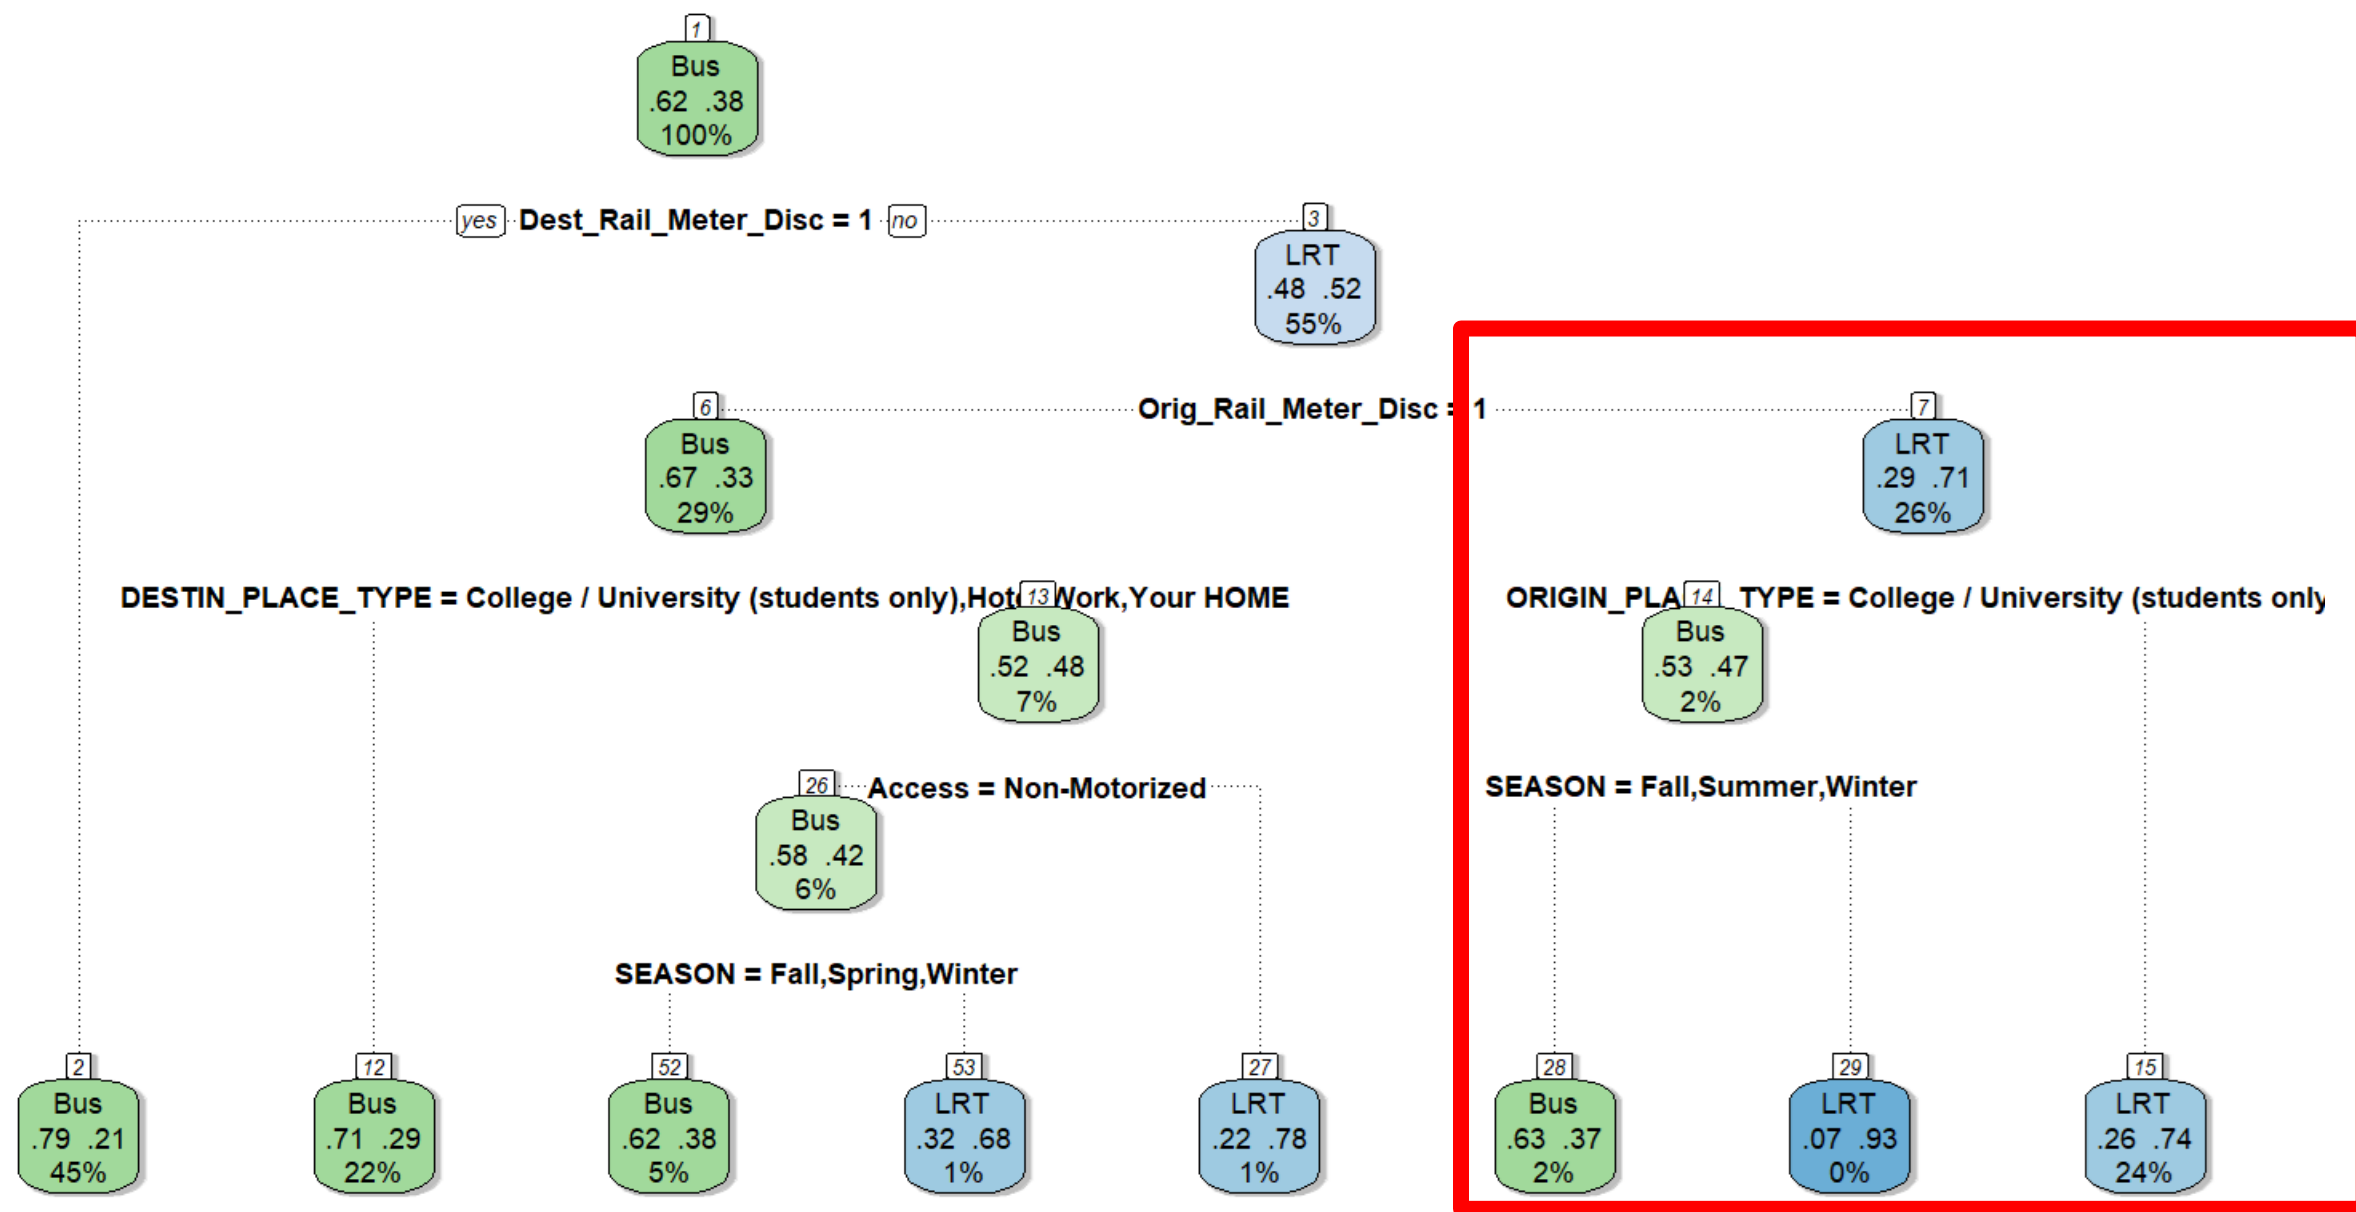 1
Bus
.62 .38
100%
yes Dest_Rail_Meter_Disc = 1 no
3
LRT
.48 .52
55%
6 Orig_Rail_Meter_Disc = 1 7
Bus
.67 .33
29%
LRT
.29 .71
26%
DESTIN_PLACE_TYPE = College / University (students only),Hot 13 Work,Your HOME
Bus
.52 .48
7%
ORIGIN_PLA 14 TYPE = College / University (students only
Bus
.53 .47
2%
26 Access = Non-Motorized
Bus
.58 .42
6%
SEASON = Fall,Summer,Winter
SEASON = Fall,Spring,Winter
2
Bus
.79 .21
45%
12
Bus
.71 .29
22%
52
Bus
.62 .38
5%
53
LRT
.32 .68
1%
27
LRT
.22 .78
1%
28
Bus
.63 .37
2%
29
LRT
.07 .93
0%
15
LRT
.26 .74
24%